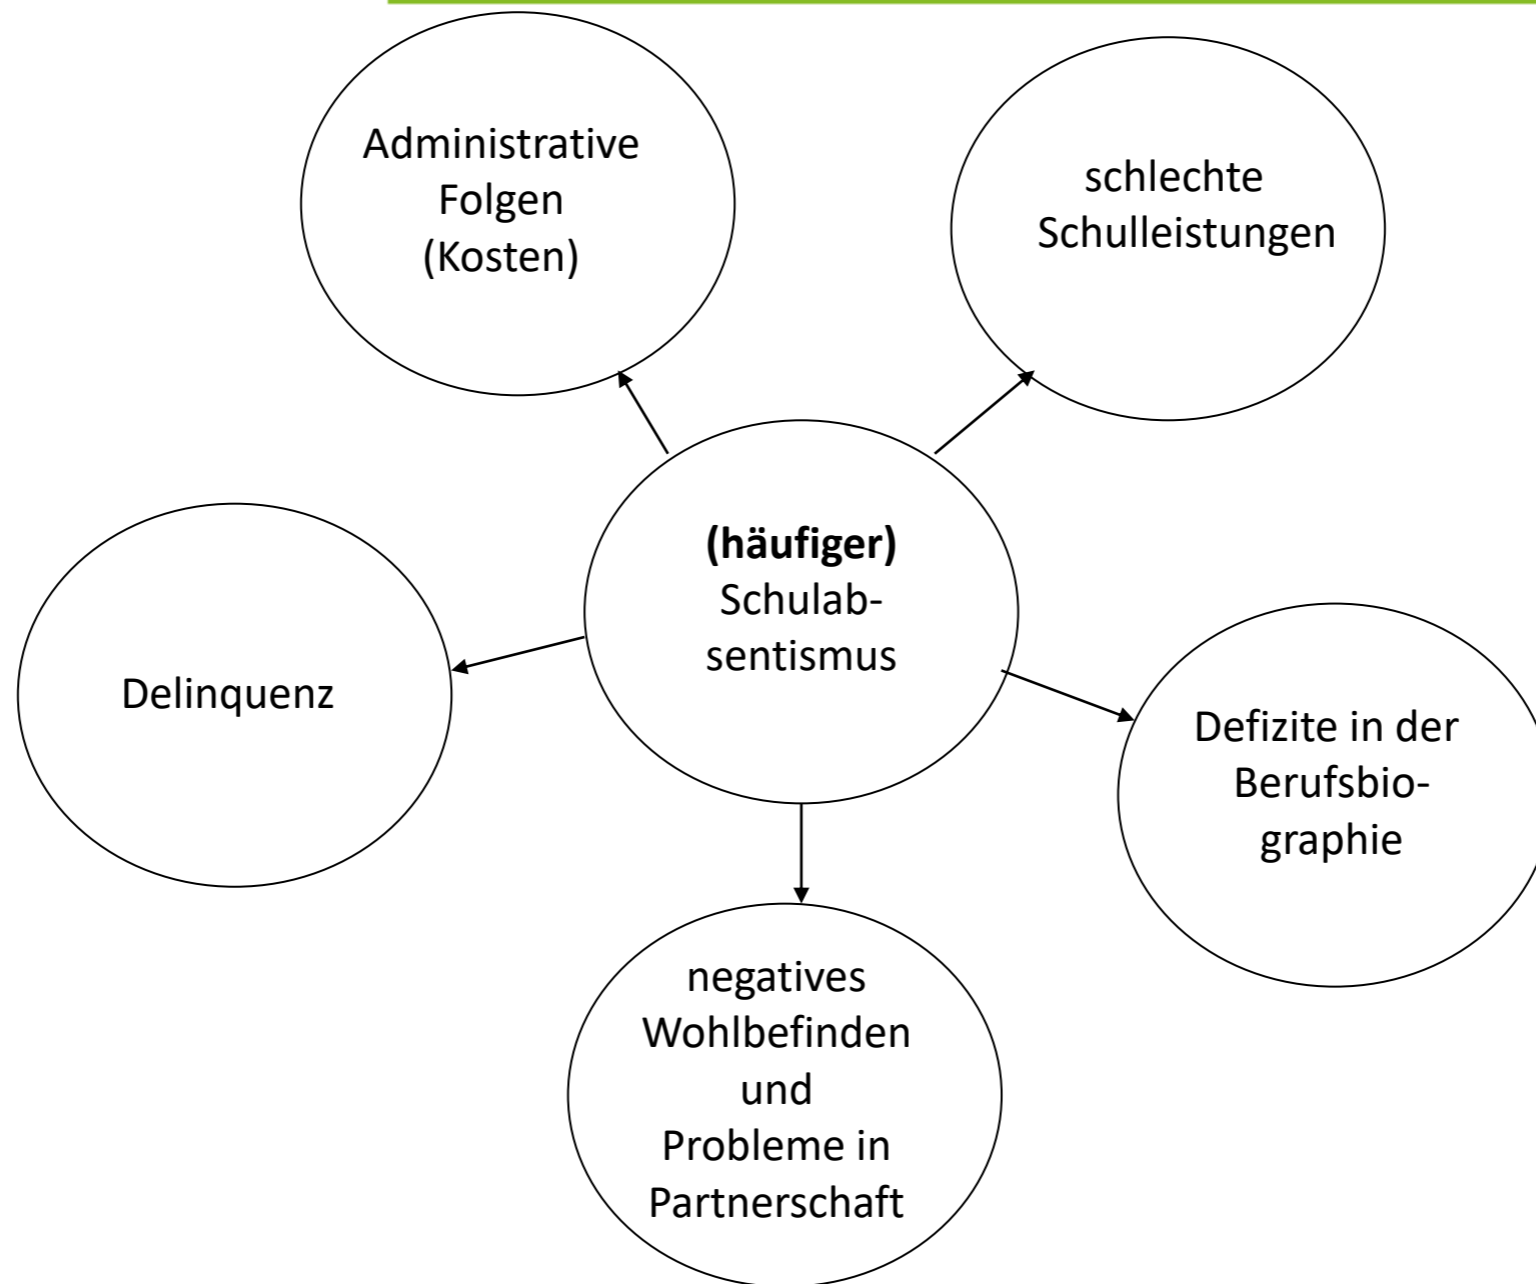 Administrative
Folgen
(Kosten)
schlechte
Schulleistungen
(häufiger)
Schulab-
sentismus
Delinquenz
Defizite in der
Berufsbio-
graphie
negatives
Wohlbefinden
und
Probleme in
Partnerschaft